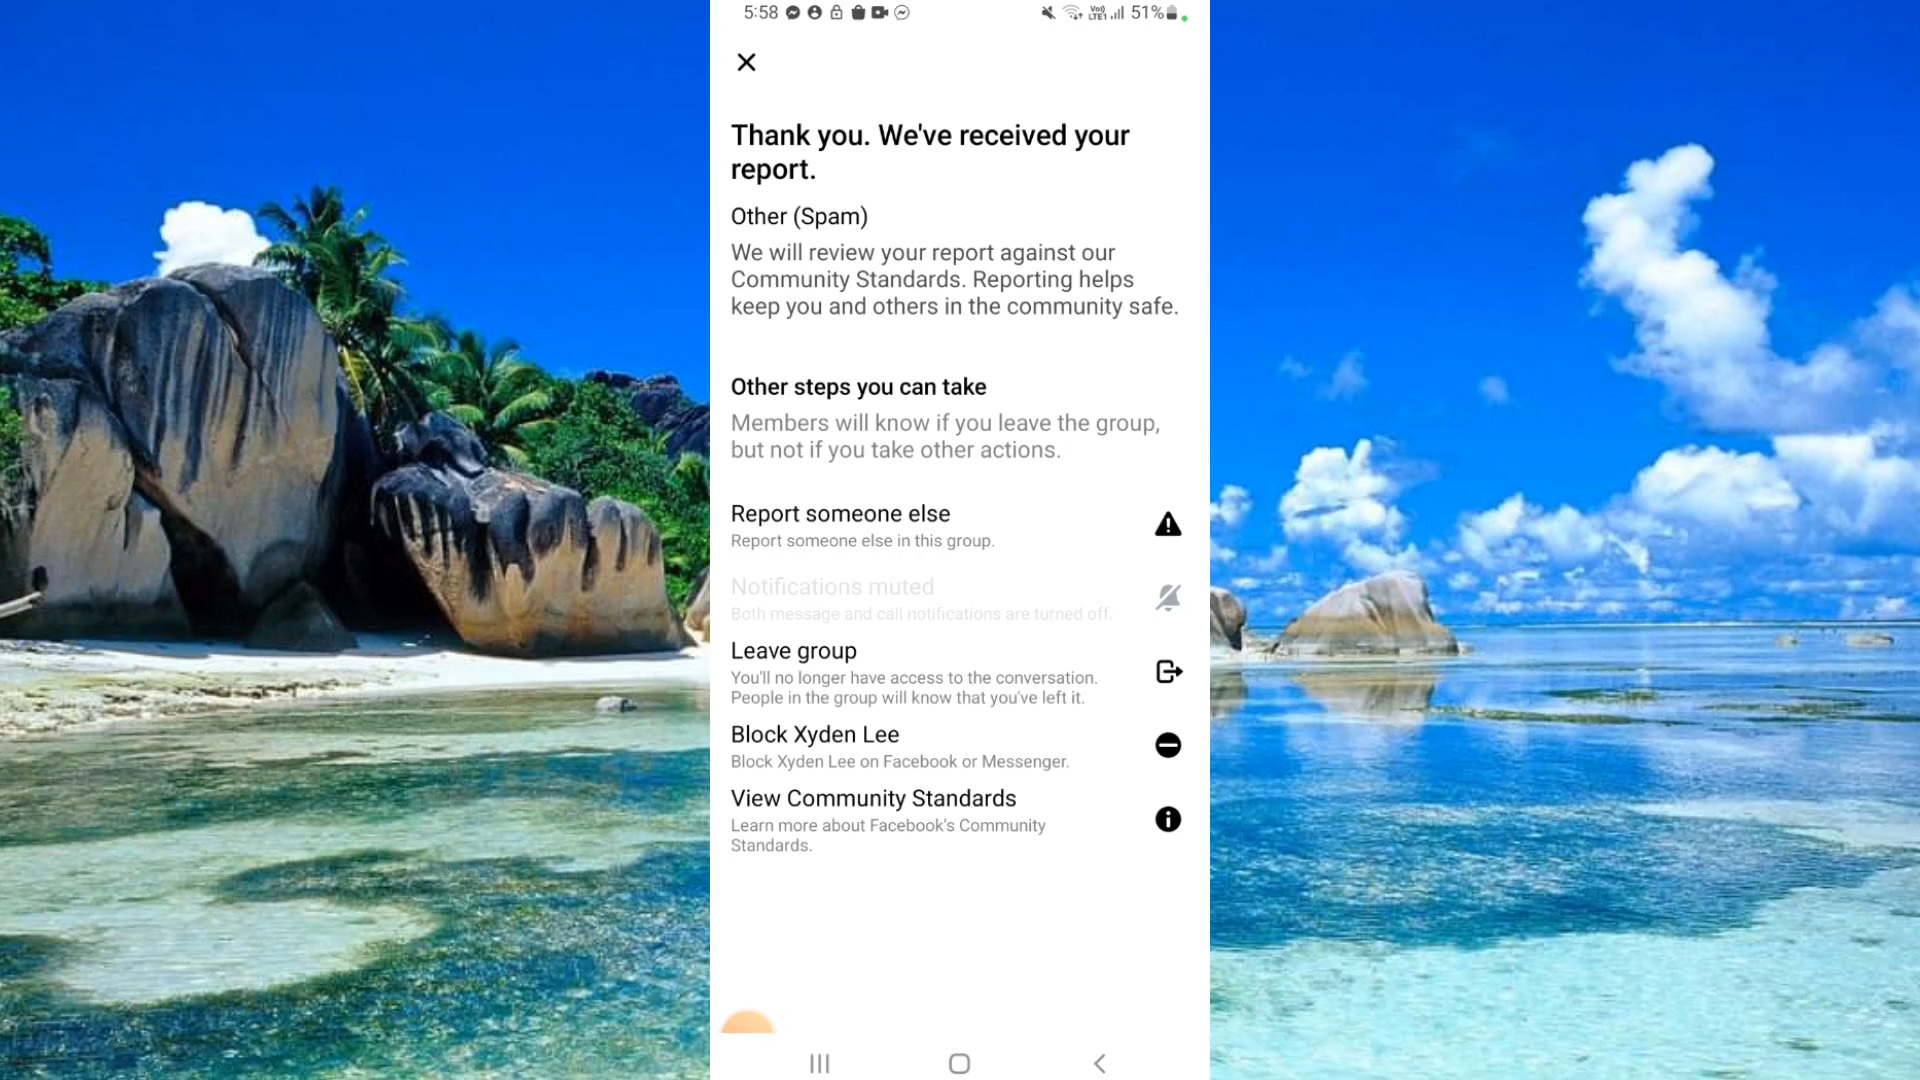 5:58
Vo))
LTE1
51%
Thank you. We've received your
report.
Other (Spam)
We will review your report against our
Community Standards. Reporting helps
keep you and others in the community safe.
Other steps you can take
Members will know if you leave the group,
but not if you take other actions.
Report someone else
Report someone else in this group.
Notifications muted
Both message and call notifications are turned off.
Leave group
You'll no longer have access to the conversation.
People in the group will know that you've left it.
Block Xyden Lee
Block Xyden Lee on Facebook or Messenger.
View Community Standards
Learn more about Facebook's Community
Standards.